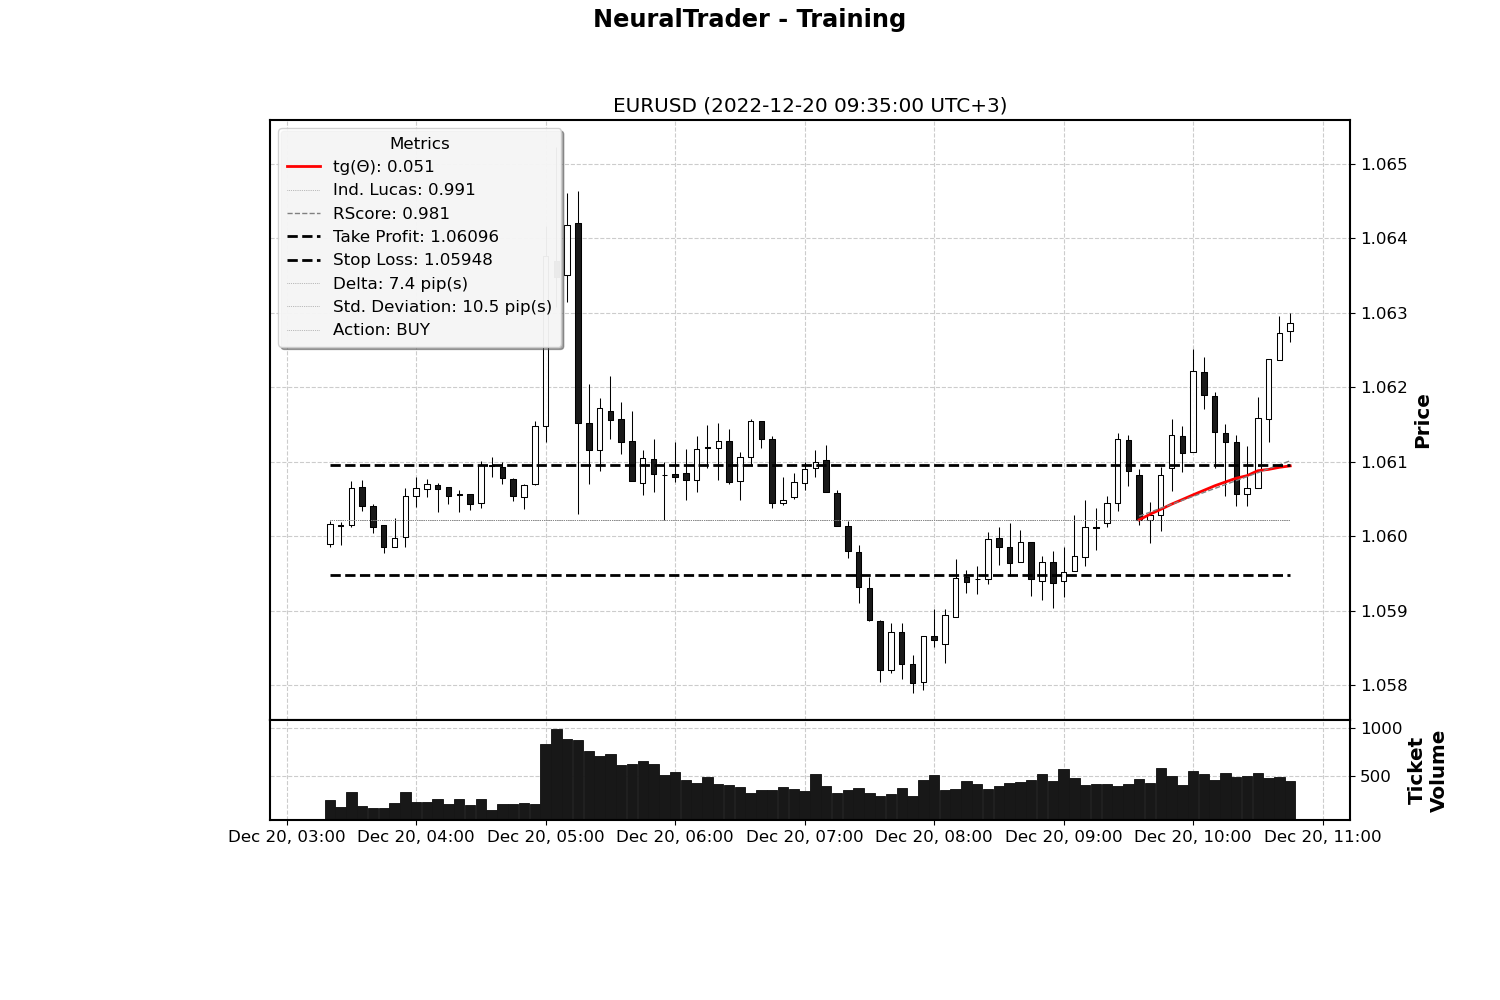 NeuralTrader - Training
EURUSD (2022-12-20 09:35:00 UTC+3)
Metrics
tg(Θ): 0.051
Ind. Lucas: 0.991
RScore: 0.981
Take Profit: 1.06096
Stop Loss: 1.05948
Delta: 7.4 pip(s)
Std. Deviation: 10.5 pip(s)
Action: BUY
1.065
1.064
1.063
1.062
1.061
1.060
1.059
1.058
Price
1000
500
Ticket
Volume
Dec 20, 03:00 Dec 20, 04:00 Dec 20, 05:00 Dec 20, 06:00 Dec 20, 07:00 Dec 20, 08:00 Dec 20, 09:00 Dec 20, 10:00 Dec 20, 11:00